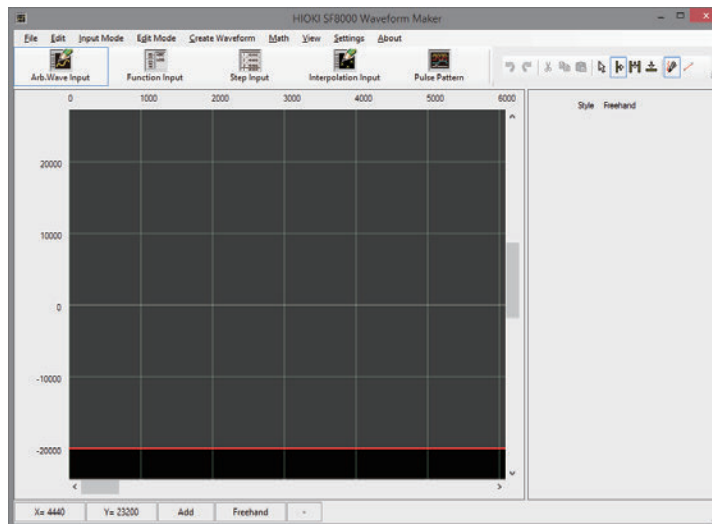 HIOKI SF8000 Waveform Maker
File Edit Input Mode Edit Mode Create Waveform Math View Settings About
Arb.Wave Input Function Input Step Input Interpolation Input Pulse Pattern
0 1000 2000 3000 4000 5000 6000
Style Freehand
20000
10000
0
-10000
-20000
X= 4440 Y= 23200 Add Freehand -